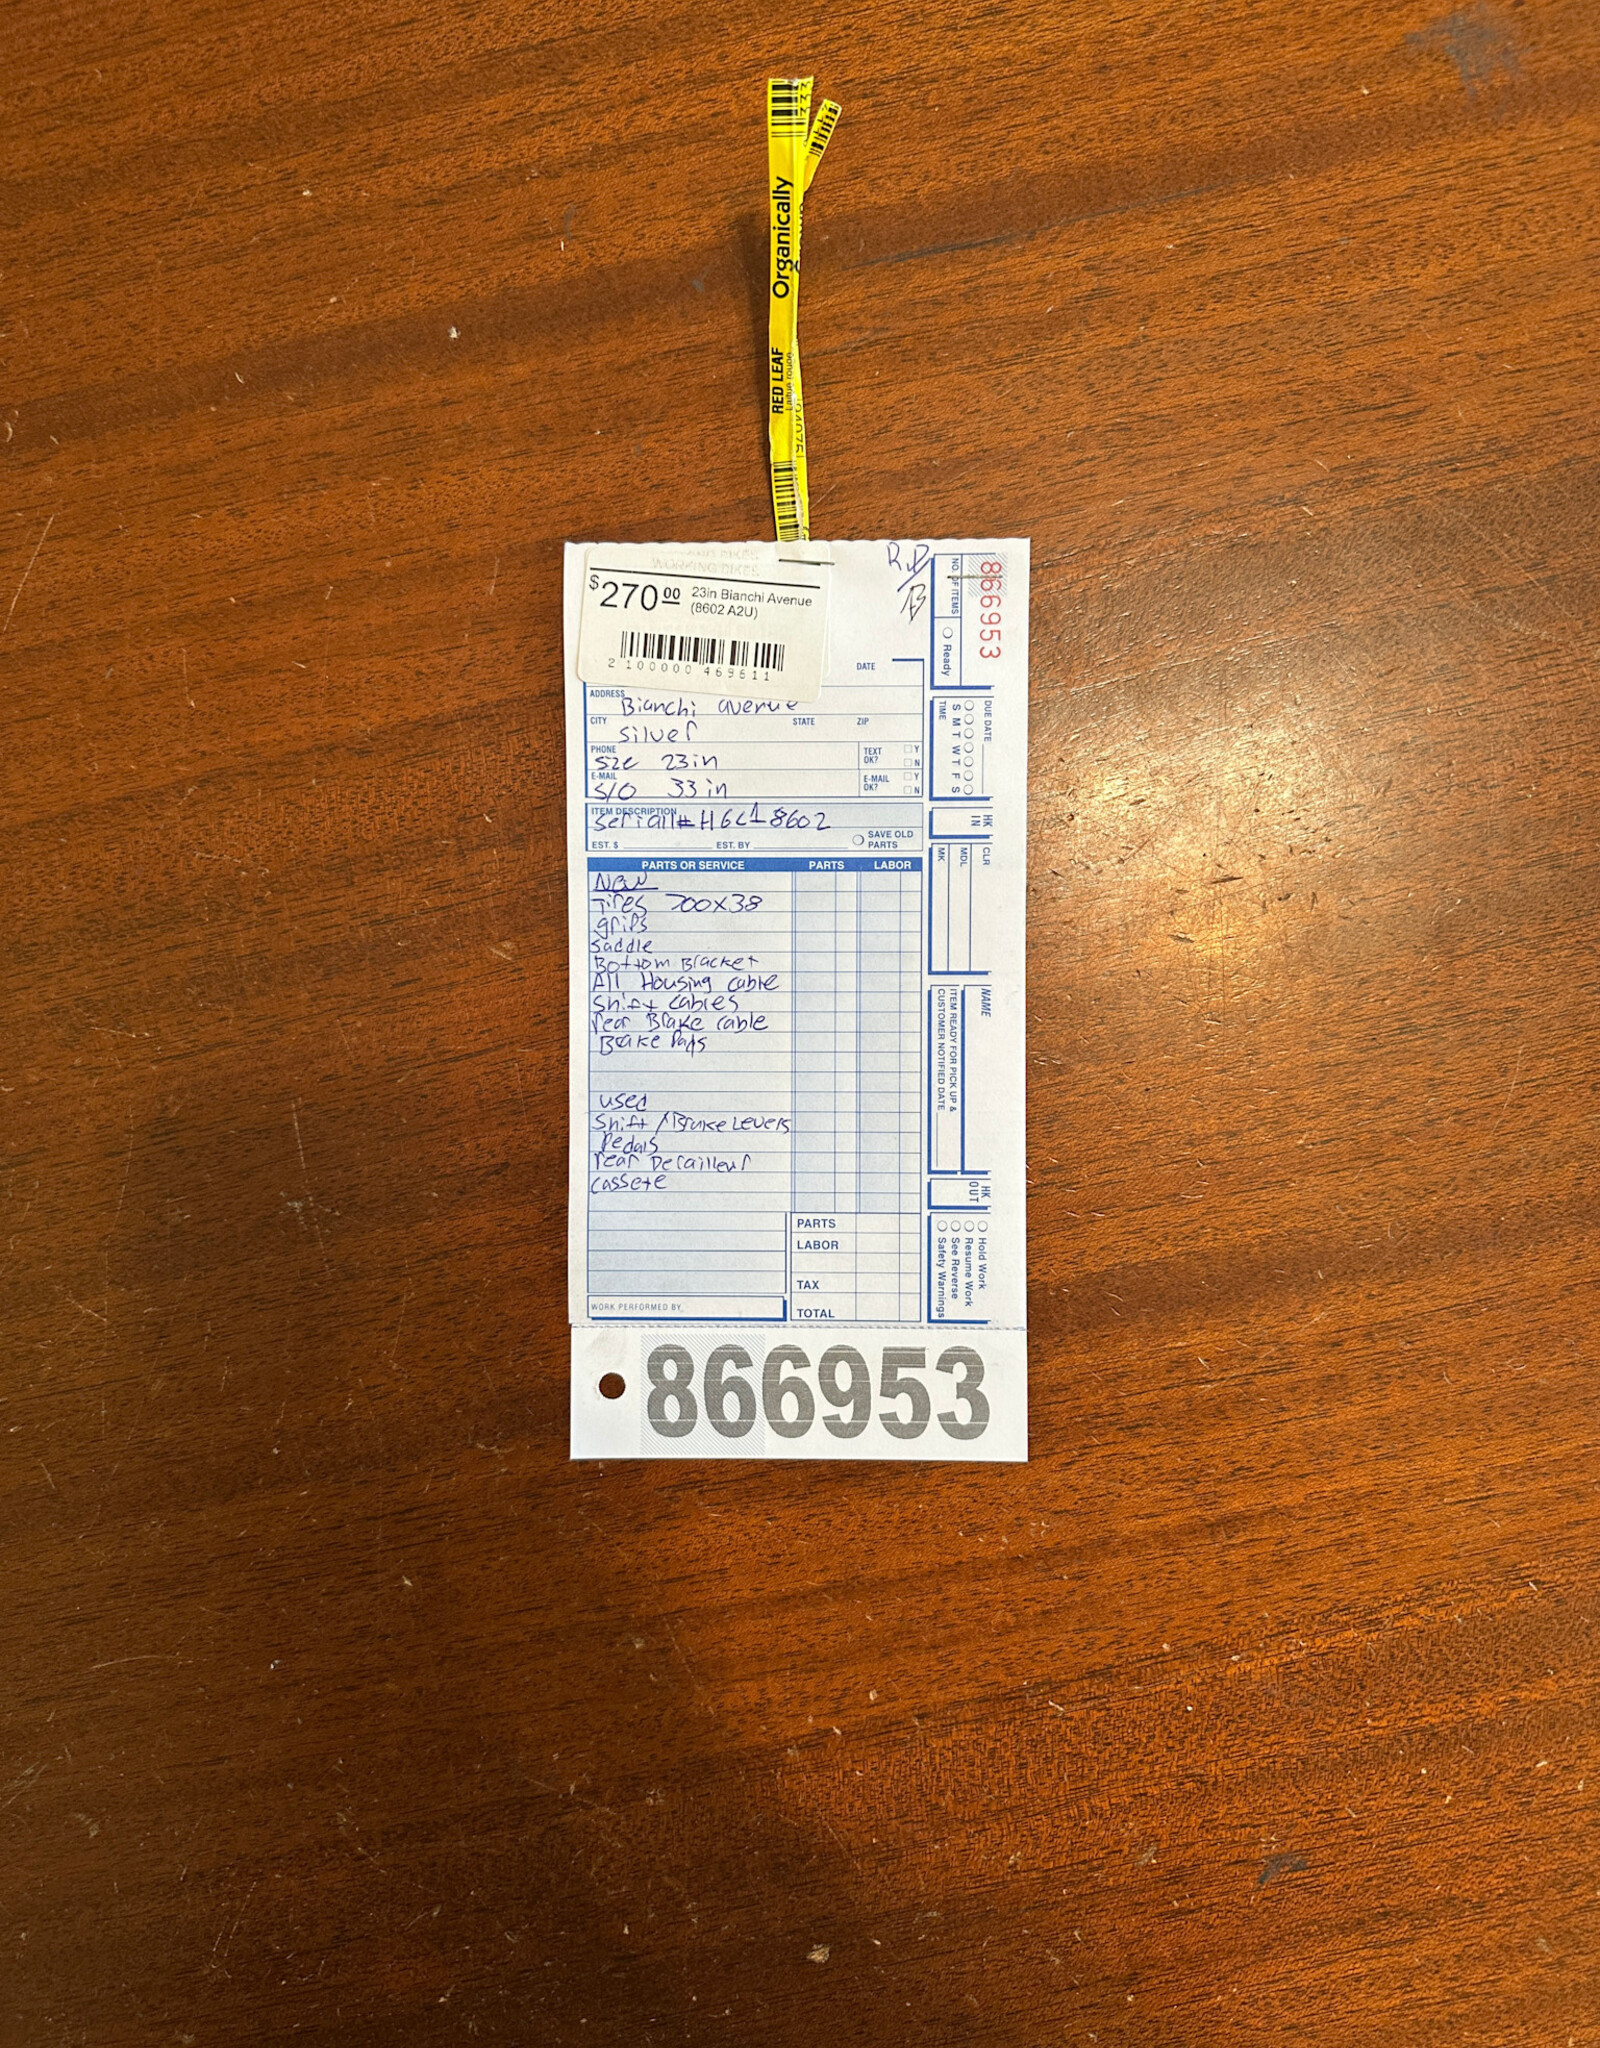 Organically
RED LEAF
WORKING BIKES
$270.00 23in Bianchi Avenue
(8602 A2U)
2 100000 469611
866953
NO. OF ITEMS
Ready
DATE
ADDRESS
Bianchi avenue
CITY STATE ZIP
Silver
PHONE TEXT OK? Y N
size 23in
E-MAIL E-MAIL OK? Y N
S/O 33in
ITEM DESCRIPTION
Serial# H6C18602
EST. $ EST. BY SAVE OLD PARTS
PARTS OR SERVICE PARTS LABOR
New
Tires 700x38
grips
saddle
Bottom Bracket
All Housing cable
Shift cables
rear Brake cable
Brake Pads
used
Shift/Brake Levers
Pedals
rear Derailleur
cassete
PARTS
LABOR
TAX
TOTAL
WORK PERFORMED BY
DUE DATE
S M T W T F S
TIME
HK IN
CLR
MDL
MK
NAME
ITEM READY FOR PICK UP &
CUSTOMER NOTIFIED DATE
HK OUT
Hold Work
Resume Work
See Reverse
Safety Warnings
866953